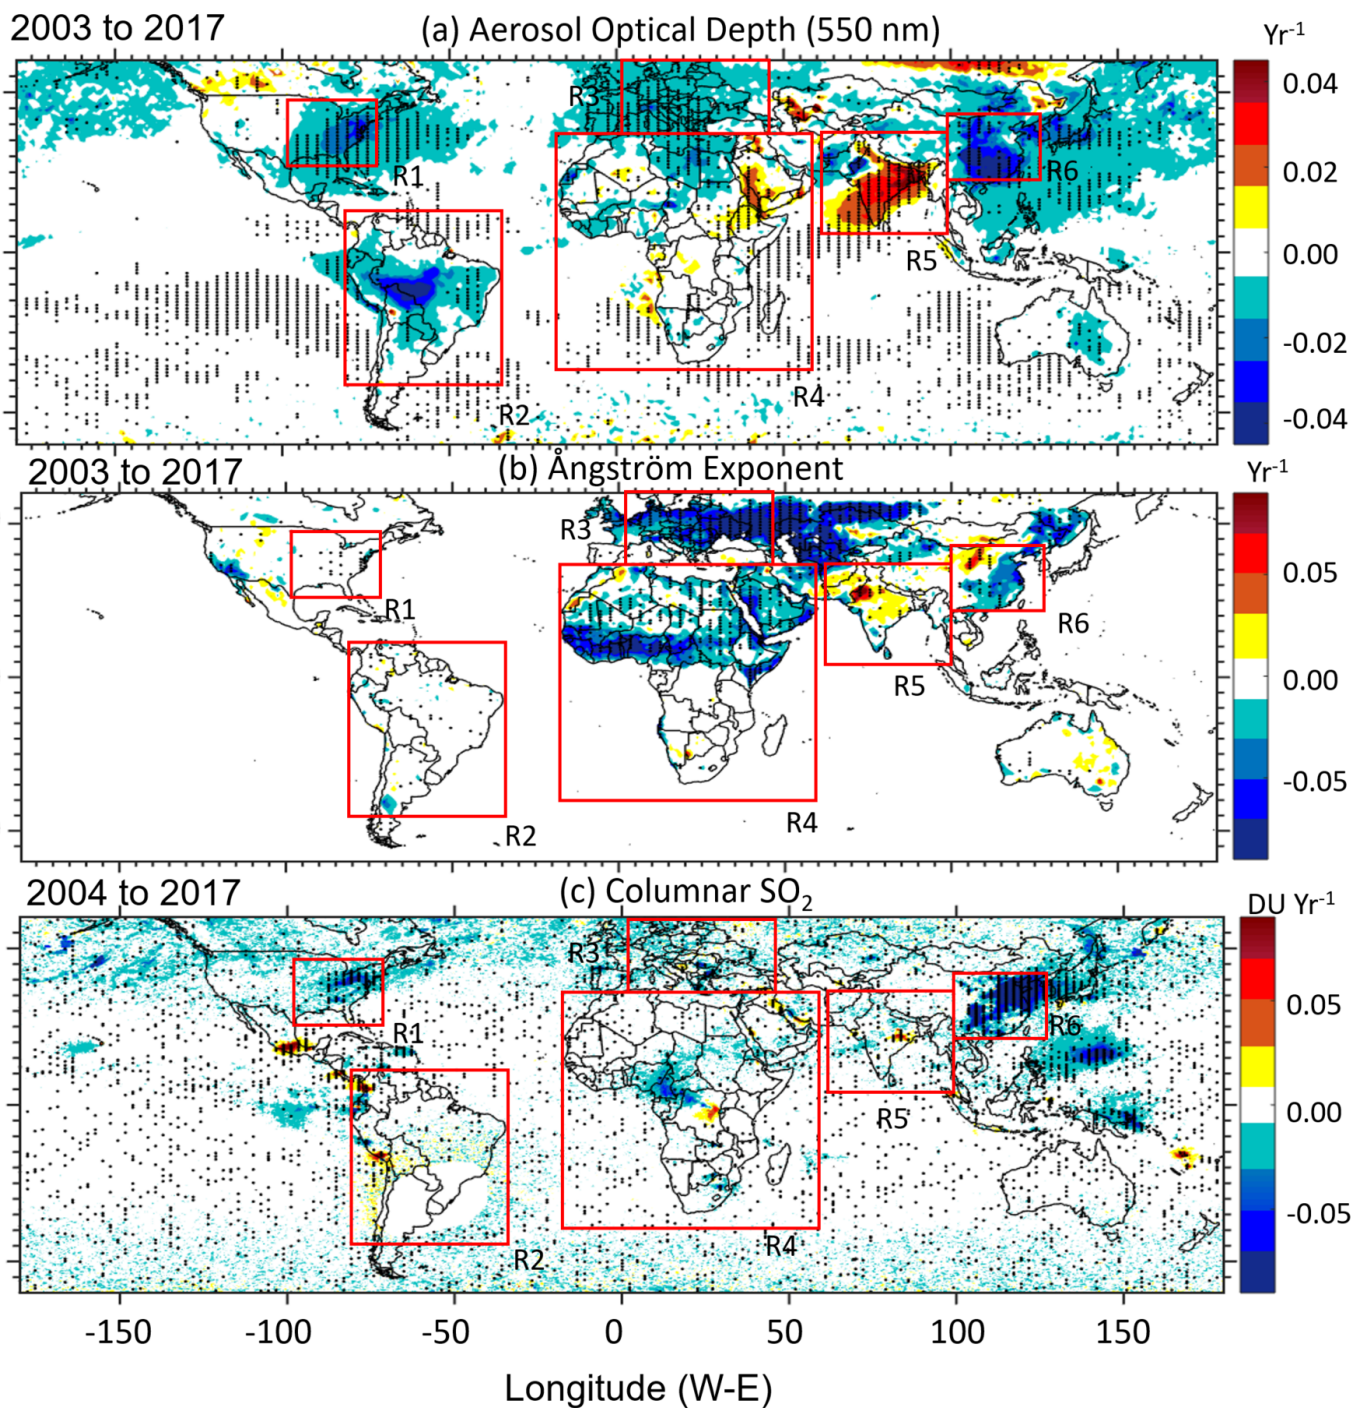 2003 to 2017 (a) Aerosol Optical Depth (550 nm) Yr-1
R3
R1
R6
R5
R4
R2
0.04
0.02
0.00
-0.02
-0.04
2003 to 2017 (b) Ångström Exponent Yr-1
R3
R1
R6
R5
R4
R2
0.05
0.00
-0.05
2004 to 2017 (c) Columnar SO2 DU Yr-1
R3
R1
R6
R5
R4
R2
0.05
0.00
-0.05
-150 -100 -50 0 50 100 150
Longitude (W-E)